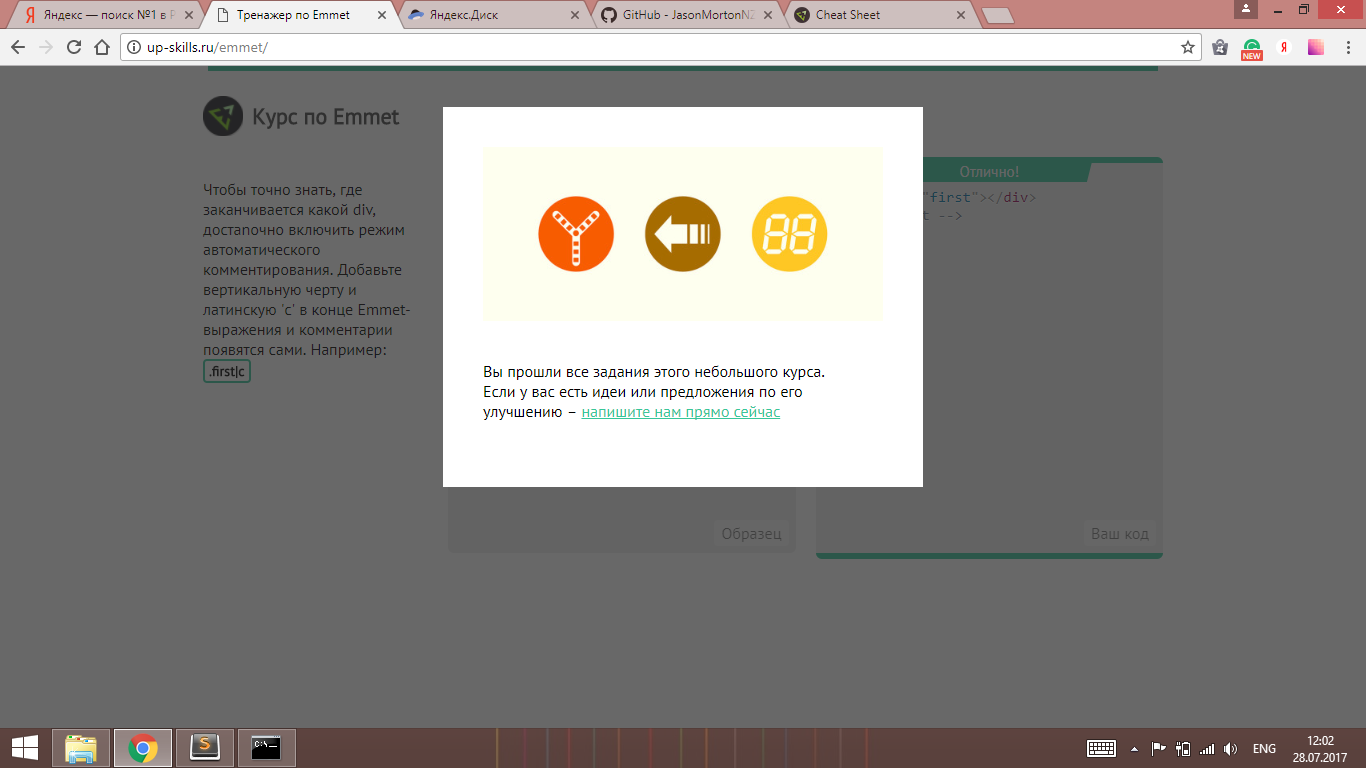 Яндекс — поиск №1 в Р
Тренажер по Emmet
Яндекс.Диск
GitHub - JasonMortonNZ
Cheat Sheet
up-skills.ru/emmet/
NEW
Курс по Emmet
Чтобы точно знать, где
заканчивается какой div,
достапочно включить режим
автоматического
комментирования. Добавьте
вертикальную черту и
латинскую 'c' в конце Emmet-
выражения и комментарии
появятся сами. Например:
.first|c
Y
88
Вы прошли все задания этого небольшого курса.
Если у вас есть идеи или предложения по его
улучшению – напишите нам прямо сейчас
Отлично!
"first"></div>
t -->
Образец
Ваш код
ENG
12:02
28.07.2017